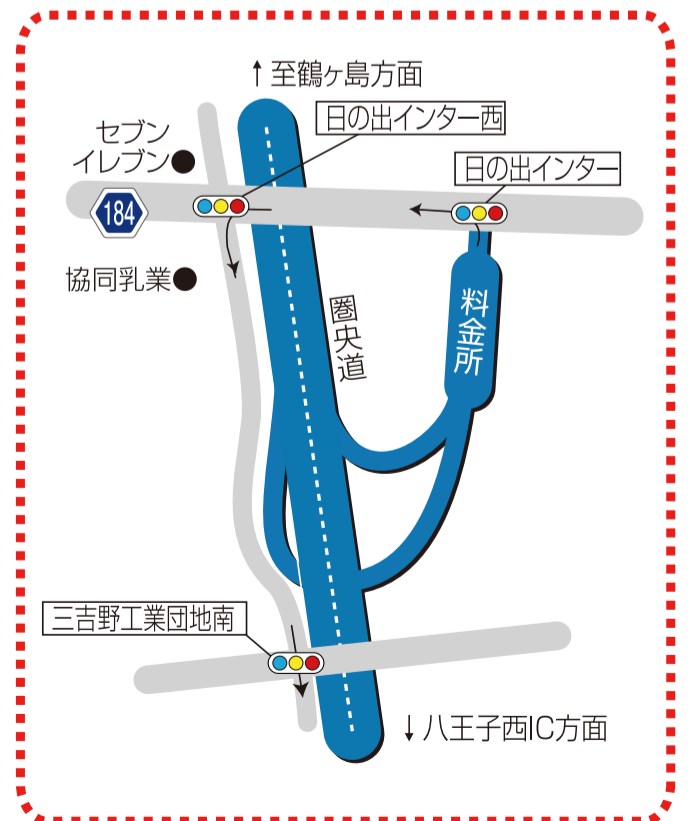 ↑至鶴ヶ島方面
日の出インター西
セブン
イレブン●
日の出インター
184
協同乳業●
圏央道
料金所
三吉野工業団地南
↓八王子西IC方面